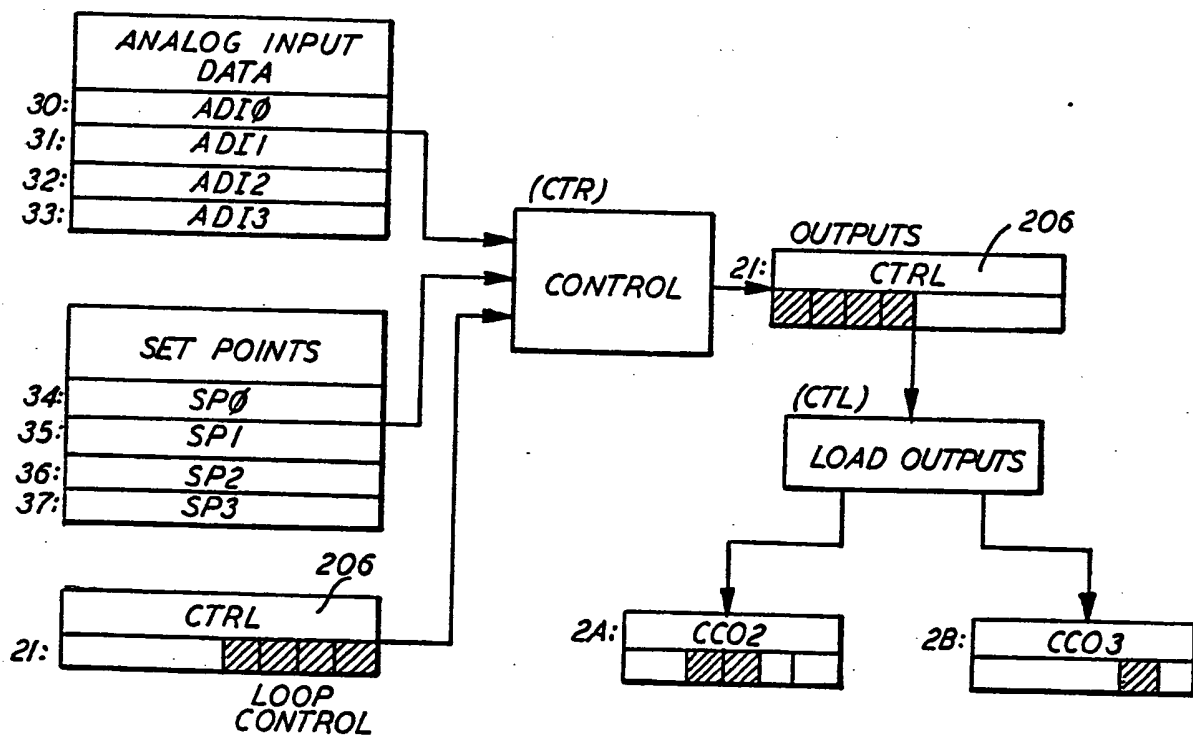 ANALOG INPUT
DATA
30: ADIØ
31: ADI1
32: ADI2
33: ADI3
SET POINTS
34: SPØ
35: SP1
36: SP2
37: SP3
206
CTRL
21:
LOOP
CONTROL
(CTR)
CONTROL
OUTPUTS
206
21: CTRL
(CTL)
LOAD OUTPUTS
2A: CCO2
2B: CCO3